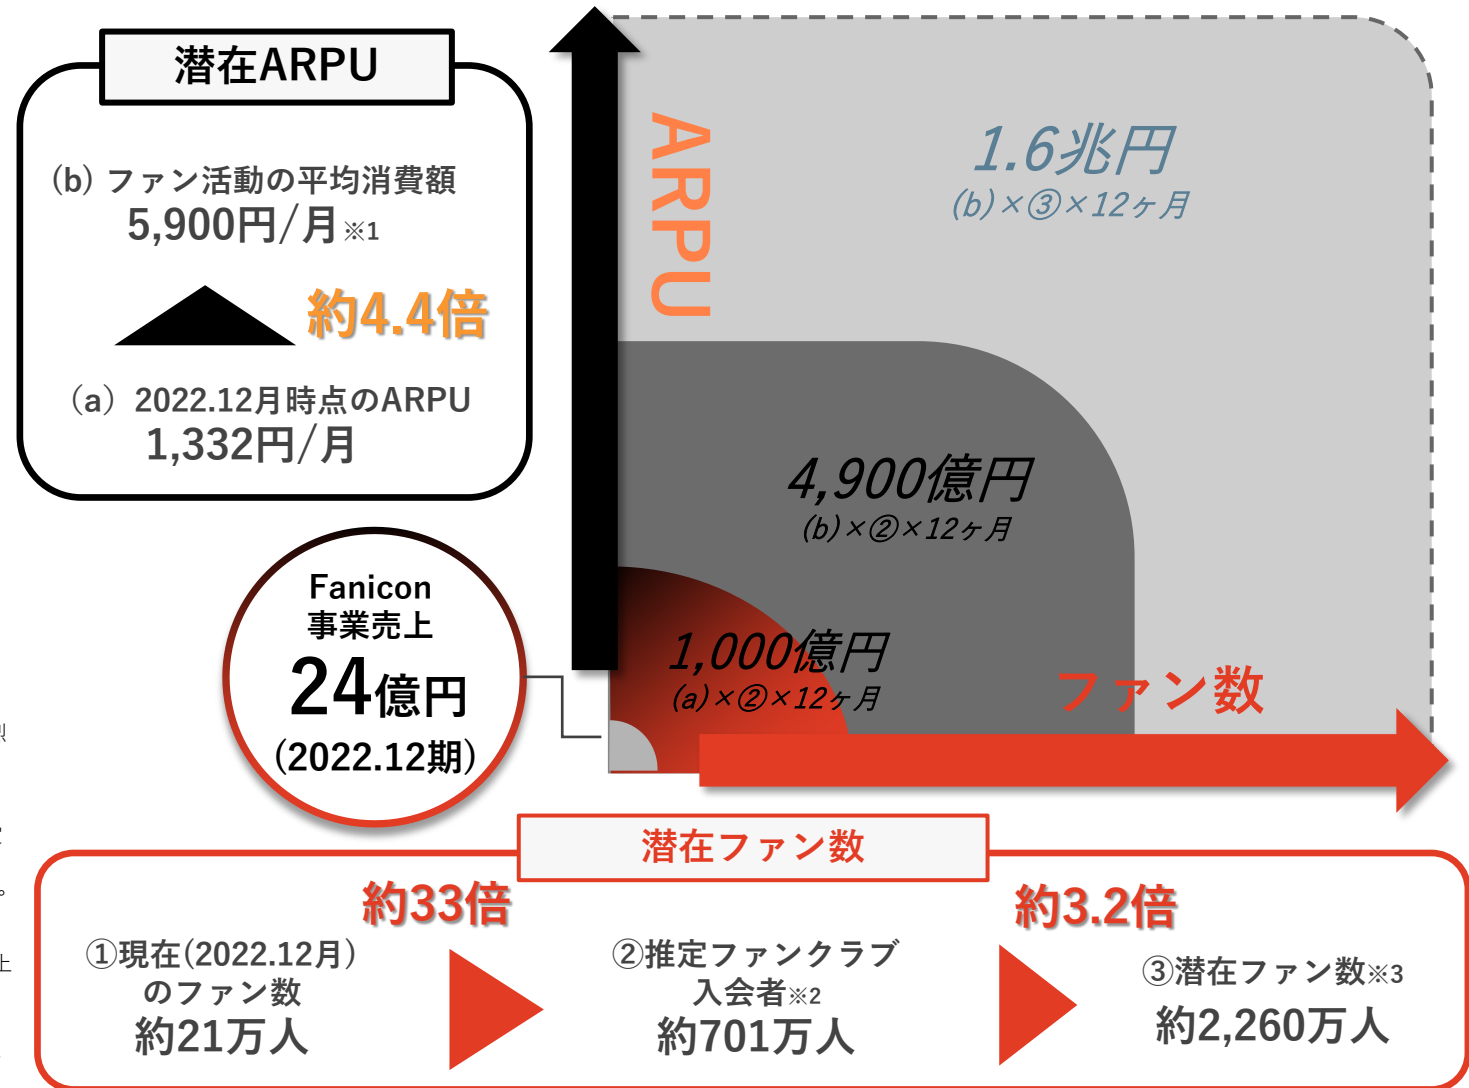 潜在ARPU
(b) ファン活動の平均消費額
5,900円/月※1
約4.4倍
(a) 2022.12月時点のARPU
1,332円/月
ARPU
1.6兆円
(b)×③×12ヶ月
4,900億円
(b)×②×12ヶ月
1,000億円
(a)×②×12ヶ月
ファン数
Fanicon
事業売上
24億円
(2022.12期)
潜在ファン数
約33倍
約3.2倍
①現在(2022.12月)
のファン数
約21万人
②推定ファンクラブ
入会者※2
約701万人
③潜在ファン数※3
約2,260万人
。
上